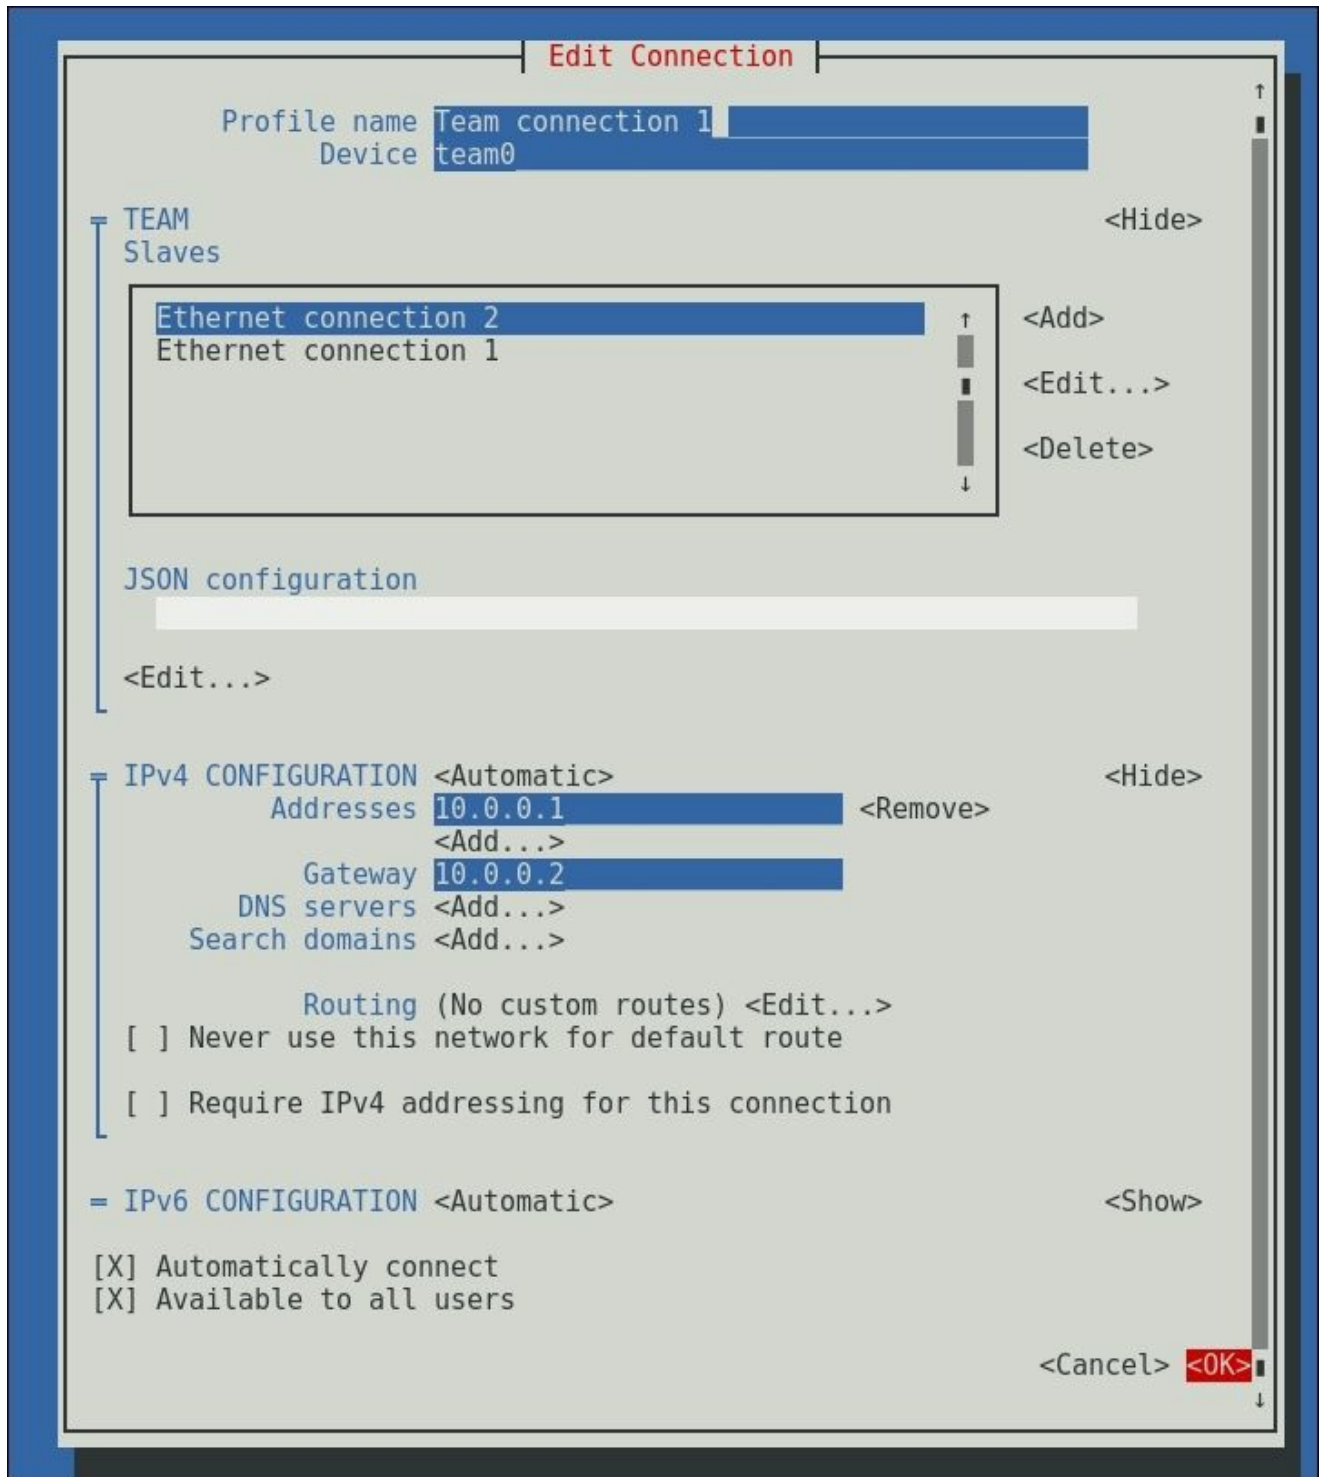 Edit Connection
Profile name Team connection 1
Device team0
TEAM <Hide>
Slaves
Ethernet connection 2 ↑ <Add>
Ethernet connection 1
<Edit...>
<Delete>
↓
JSON configuration
<Edit...>
IPv4 CONFIGURATION <Automatic> <Hide>
Addresses 10.0.0.1 <Remove>
<Add...>
Gateway 10.0.0.2
DNS servers <Add...>
Search domains <Add...>
Routing (No custom routes) <Edit...>
[ ] Never use this network for default route
[ ] Require IPv4 addressing for this connection
= IPv6 CONFIGURATION <Automatic> <Show>
[X] Automatically connect
[X] Available to all users
<Cancel> <OK>